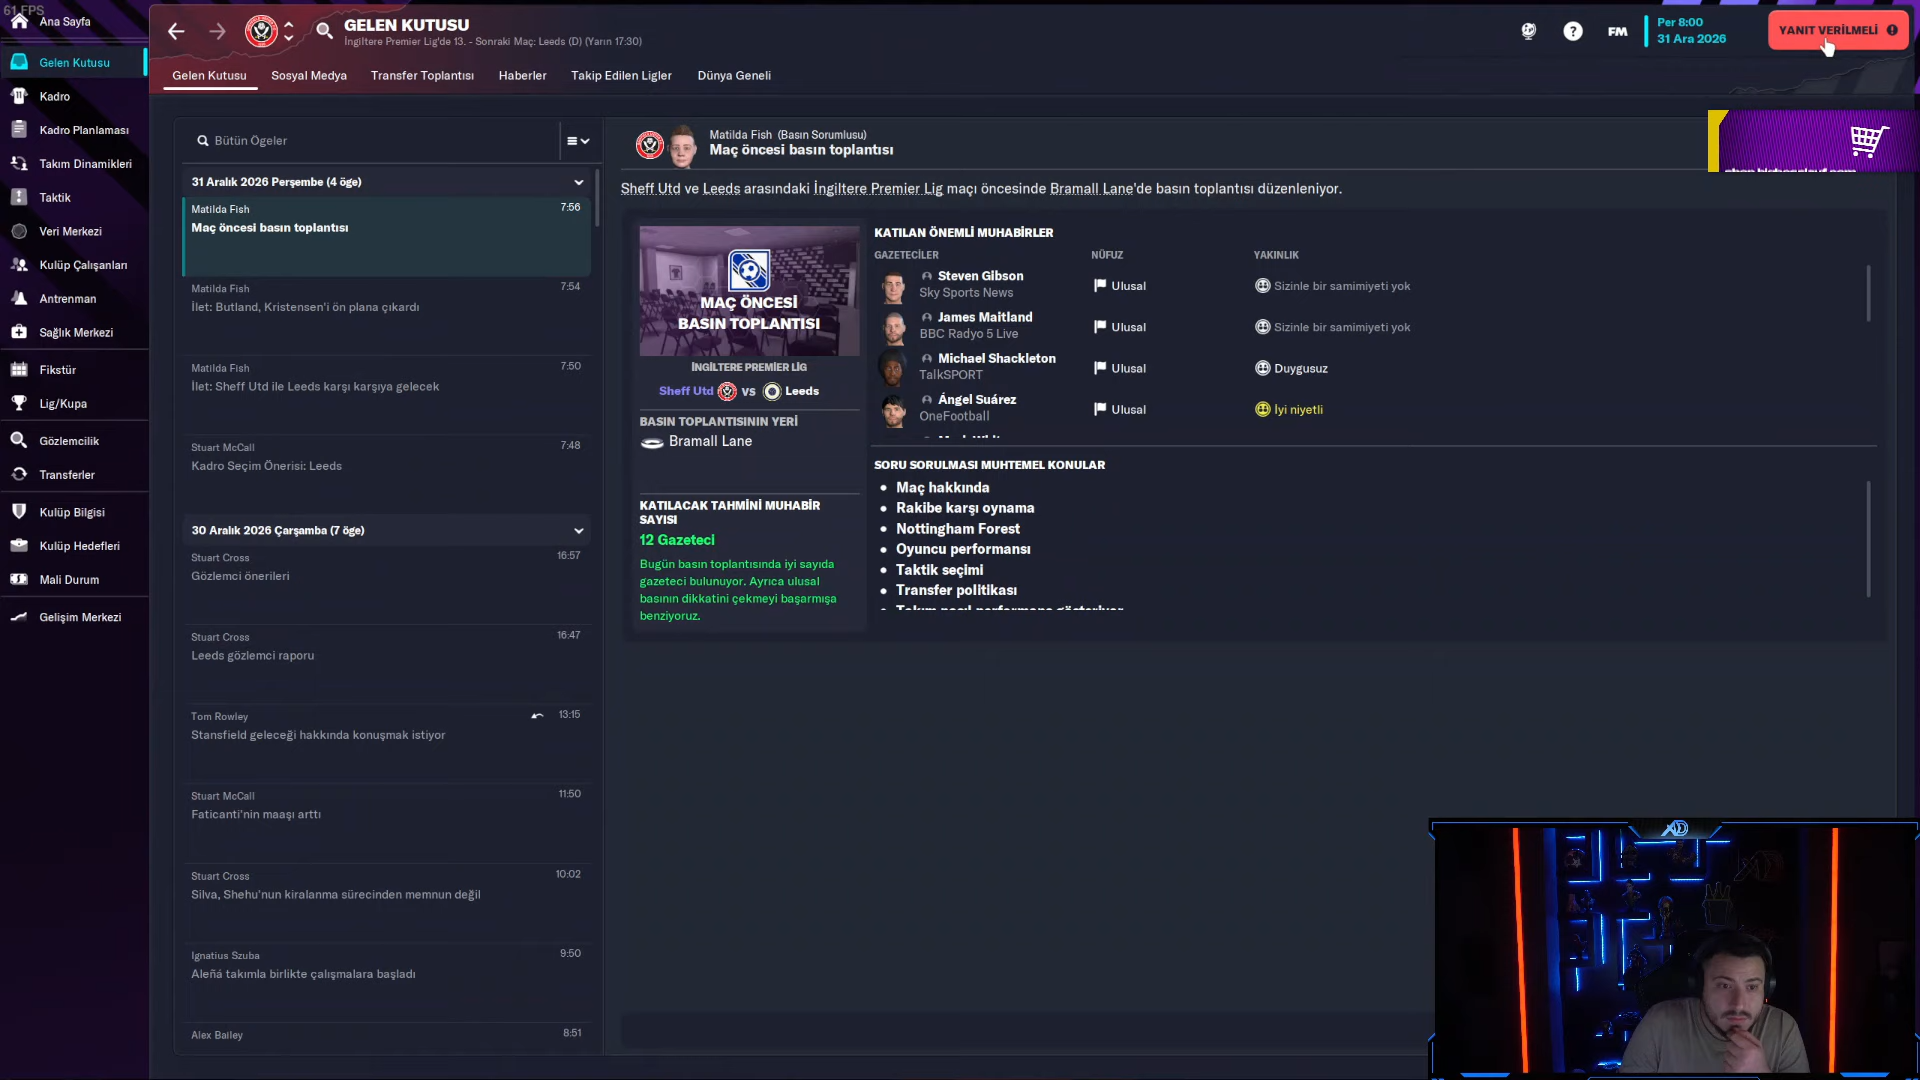 61 FPS
Ana Sayfa
Gelen Kutusu
Kadro
Kadro Planlaması
Takım Dinamikleri
Taktik
Veri Merkezi
Kulüp Çalışanları
Antrenman
Sağlık Merkezi
Fikstür
Lig/Kupa
Gözlemcilik
Transferler
Kulüp Bilgisi
Kulüp Hedefleri
Mali Durum
Gelişim Merkezi
GELEN KUTUSU
İngiltere Premier Lig'de 13. - Sonraki Maç: Leeds (D) (Yarın 17:30)
FM
Per 8:00
31 Ara 2026
YANIT VERİLMELİ
Gelen Kutusu Sosyal Medya Transfer Toplantısı Haberler Takip Edilen Ligler Dünya Geneli
Bütün Ögeler
31 Aralık 2026 Perşembe (4 öge)
Matilda Fish 7:56
Maç öncesi basın toplantısı
Matilda Fish 7:54
İlet: Butland, Kristensen'i ön plana çıkardı
Matilda Fish 7:50
İlet: Sheff Utd ile Leeds karşı karşıya gelecek
Stuart McCall 7:48
Kadro Seçim Önerisi: Leeds
30 Aralık 2026 Çarşamba (7 öge)
Stuart Cross 16:57
Gözlemci önerileri
Stuart Cross 16:47
Leeds gözlemci raporu
Tom Rowley 13:15
Stansfield geleceği hakkında konuşmak istiyor
Stuart McCall 11:50
Faticanti'nin maaşı arttı
Stuart Cross 10:02
Silva, Shehu'nun kiralanma sürecinden memnun değil
Ignatius Szuba 9:50
Aleñá takımla birlikte çalışmalara başladı
Alex Bailey 8:51
Matilda Fish (Basın Sorumlusu)
Maç öncesi basın toplantısı
Sheff Utd ve Leeds arasındaki İngiltere Premier Lig maçı öncesinde Bramall Lane'de basın toplantısı düzenleniyor.
MAÇ ÖNCESİ
BASIN TOPLANTISI
İNGİLTERE PREMİER LİG
Sheff Utd VS Leeds
BASIN TOPLANTISININ YERİ
Bramall Lane
KATILACAK TAHMİNİ MUHABİR
SAYISI
12 Gazeteci
Bugün basın toplantısında iyi sayıda
gazeteci bulunuyor. Ayrıca ulusal
basının dikkatini çekmeyi başarmışa
benziyoruz.
KATILAN ÖNEMLİ MUHABİRLER
GAZETECİLER NÜFUZ YAKINLIK
Steven Gibson
Sky Sports News Ulusal Sizinle bir samimiyeti yok
James Maitland
BBC Radyo 5 Live Ulusal Sizinle bir samimiyeti yok
Michael Shackleton
TalkSPORT Ulusal Duygusuz
Ángel Suárez
OneFootball Ulusal İyi niyetli
SORU SORULMASI MUHTEMEL KONULAR
Maç hakkında
Rakibe karşı oynama
Nottingham Forest
Oyuncu performansı
Taktik seçimi
Transfer politikası
Takım nasıl performans gösteriyor